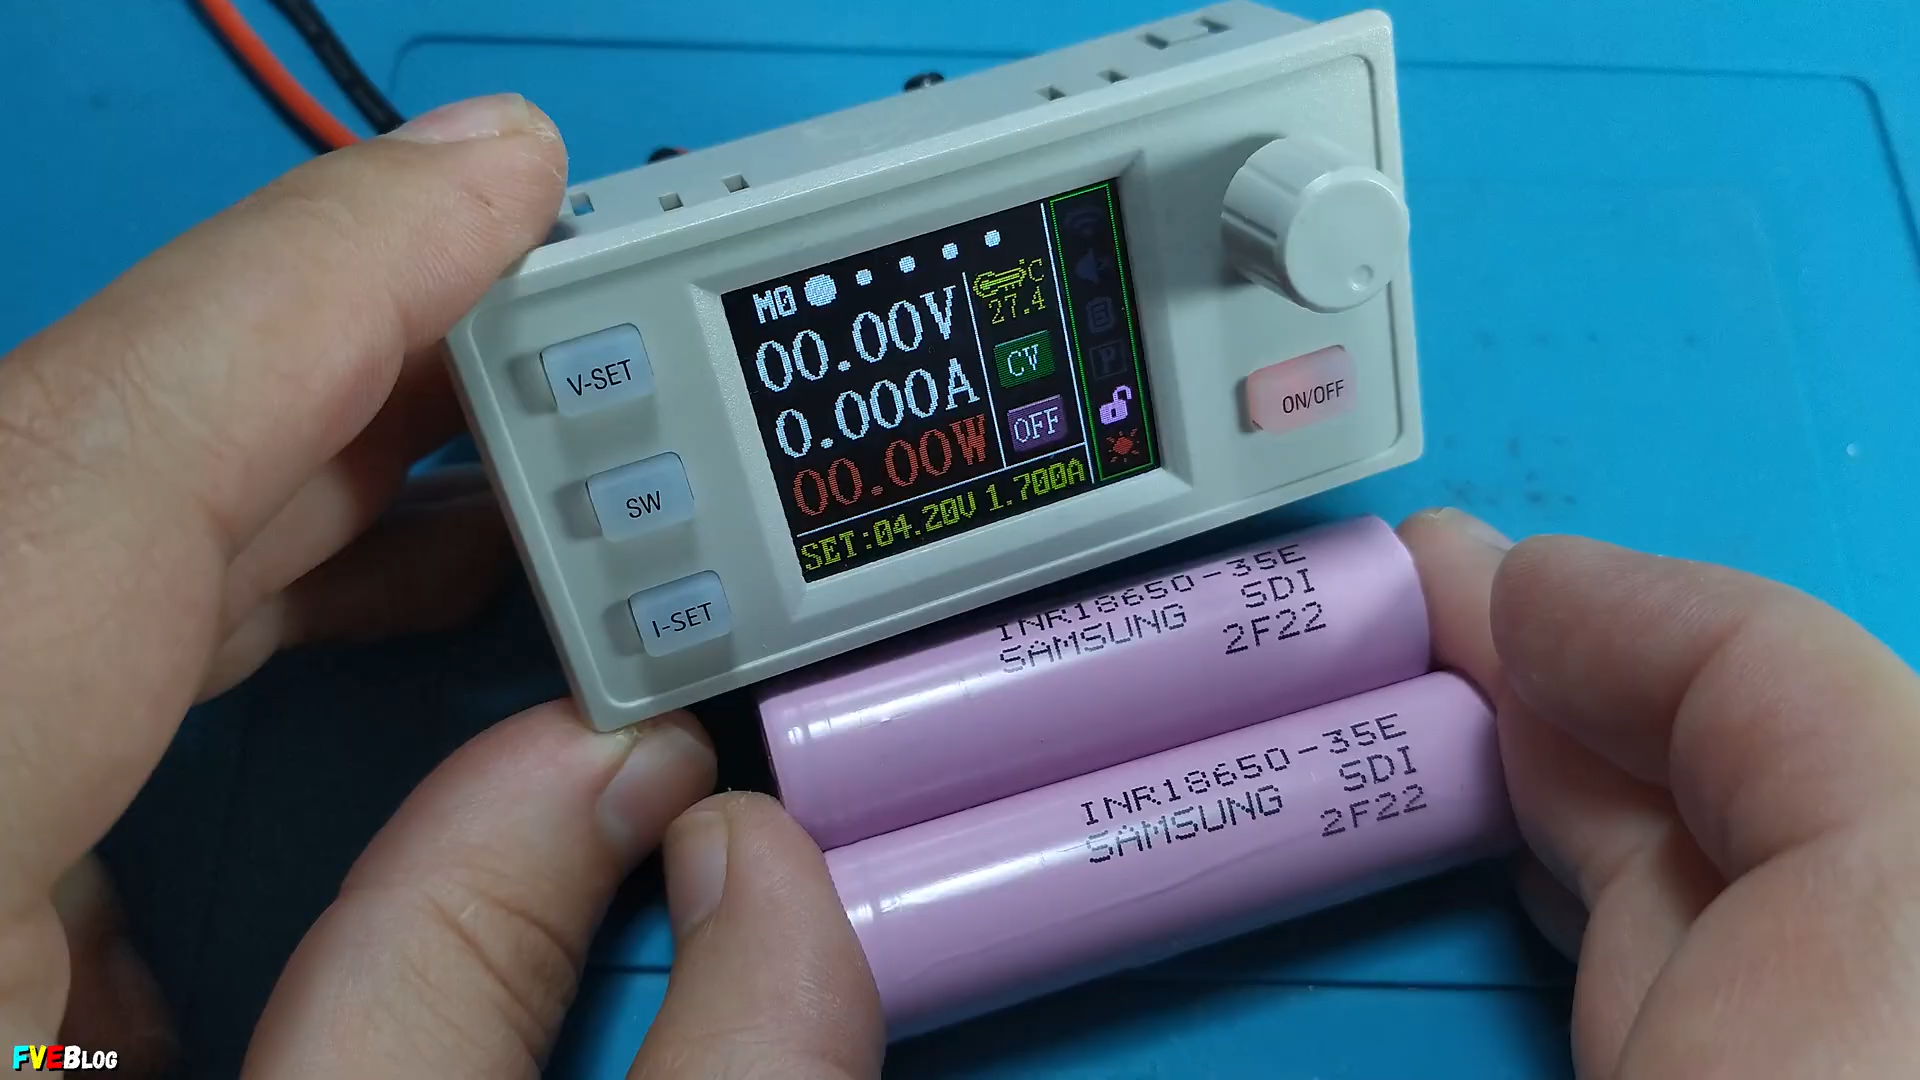 M0
00.00V
0.000A
00.00W
SET:04.20V 1.700A
°C
27.4
CV
OFF
P
V-SET
SW
I-SET
ON/OFF
INR18650-35E
SAMSUNG SDI
2F22
INR18650-35E
SAMSUNG SDI
2F22
FVEBLOG